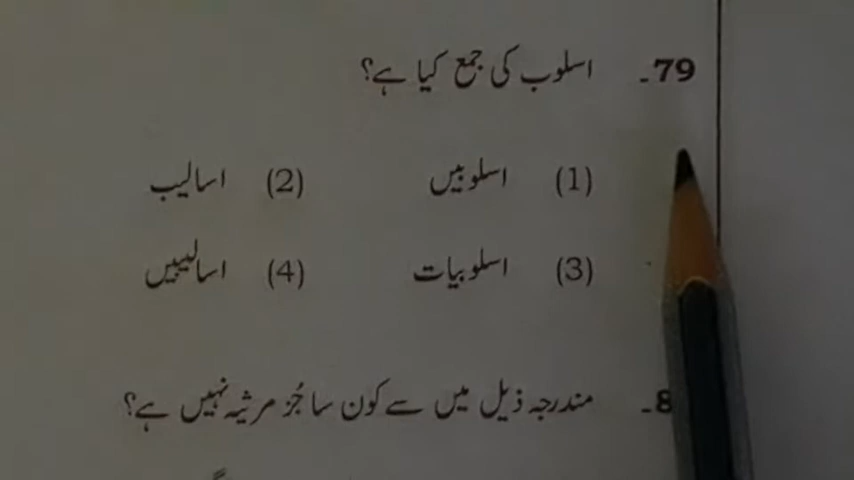 79۔ اسلوب کی جمع کیا ہے؟
(1) اسلوبیں (2) اسالیب
(3) اسلوبیات (4) اسالیبیں
8 ۔ مندرجہ ذیل میں سے کون سا جُز مرثیہ نہیں ہے؟